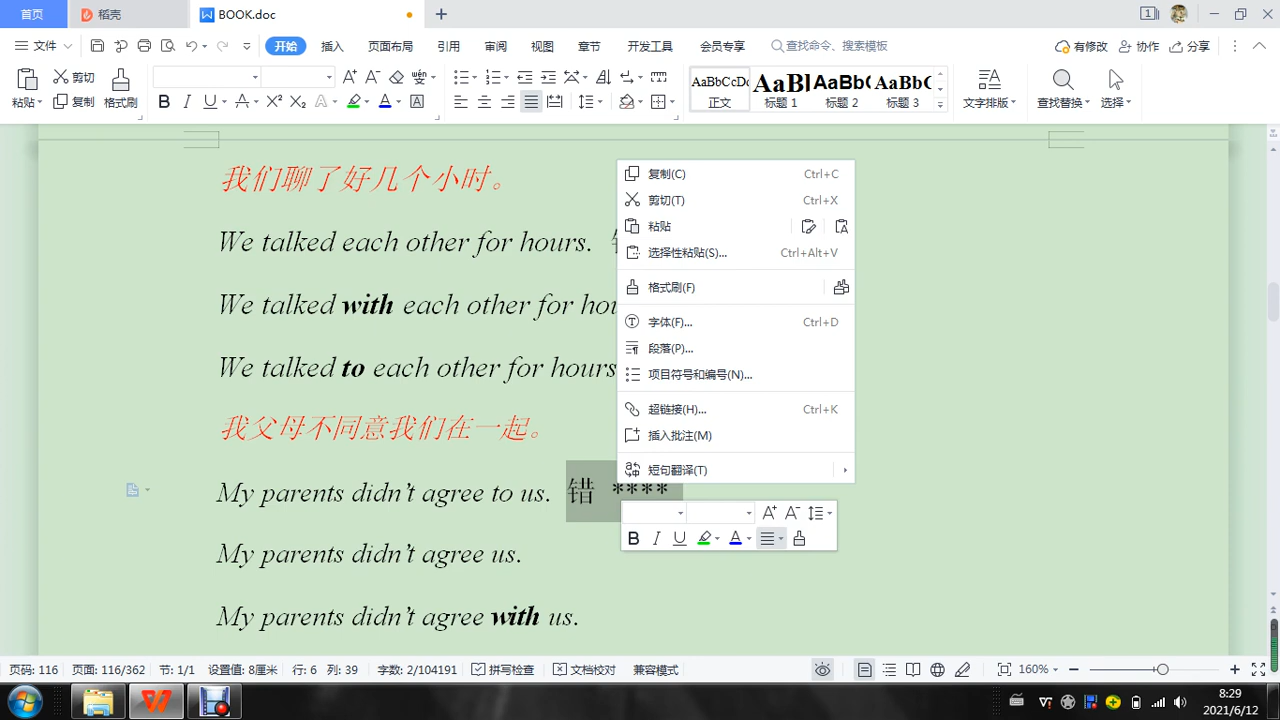 首页
稻壳
BOOK.doc
文件
开始
插入
页面布局
引用
审阅
视图
章节
开发工具
会员专享
查找命令、搜索模板
有修改
协作
分享
粘贴
剪切
复制
格式刷
AaBbCcDd
正文
AaBb
标题 1
AaBbC
标题 2
AaBbC
标题 3
文字排版
查找替换
选择
我们聊了好几个小时。
We talked each other for hours.
We talked with each other for hou
We talked to each other for hours
我父母不同意我们在一起。
My parents didn't agree to us. 错 ****
My parents didn't agree us.
My parents didn't agree with us.
复制(C) Ctrl+C
剪切(T) Ctrl+X
粘贴
选择性粘贴(S)... Ctrl+Alt+V
格式刷(F)
字体(F)... Ctrl+D
段落(P)...
项目符号和编号(N)...
超链接(H)... Ctrl+K
插入批注(M)
短句翻译(T)
页码: 116 页面: 116/362 节: 1/1 设置值: 8厘米 行: 6 列: 39 字数: 2/104191 拼写检查 文档校对 兼容模式 160%
8:29
2021/6/12